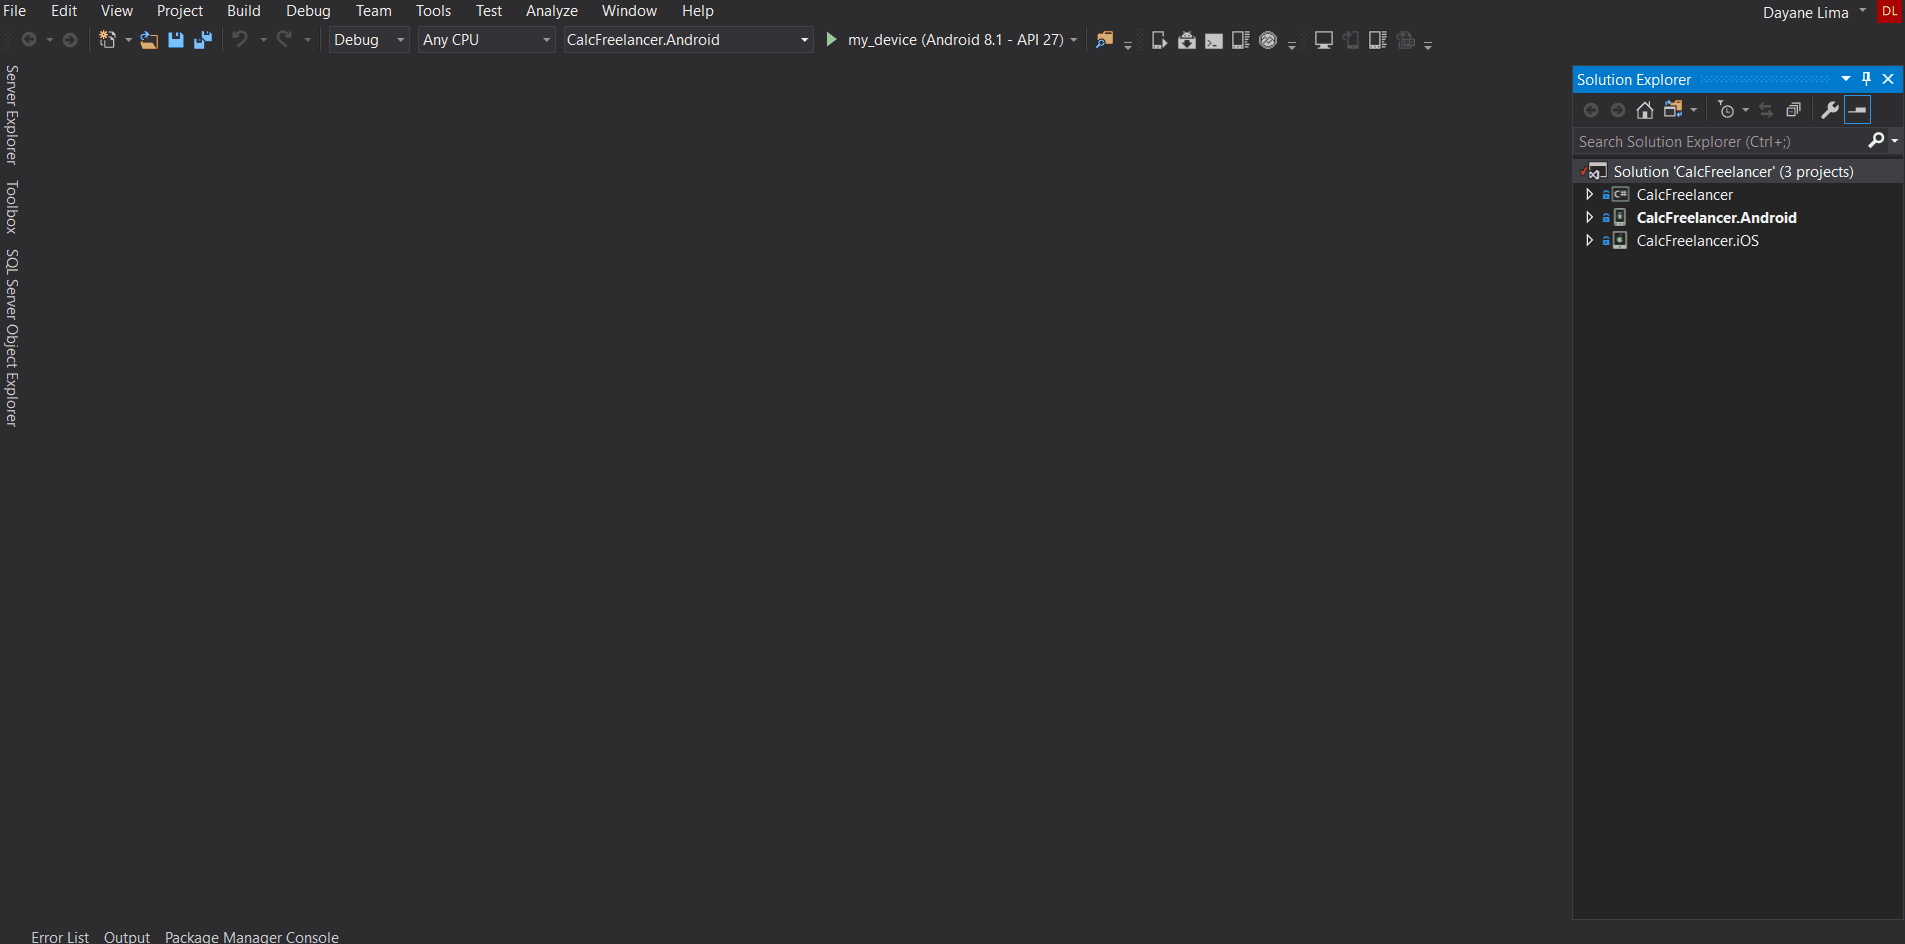 File Edit View Project Build Debug Team Tools Test Analyze Window Help
Dayane Lima DL
Debug Any CPU CalcFreelancer.Android my_device (Android 8.1 - API 27)
Server Explorer
Toolbox
SQL Server Object Explorer
Solution Explorer
Search Solution Explorer (Ctrl+;)
Solution 'CalcFreelancer' (3 projects)
C# CalcFreelancer
CalcFreelancer.Android
CalcFreelancer.iOS
Error List Output Package Manager Console